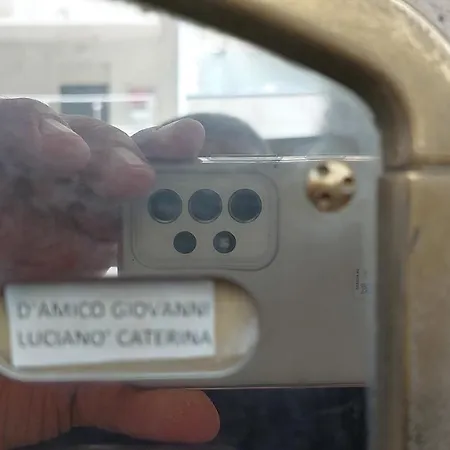 D'AMICO GIOVANNI
LUCIANO' CATERINA